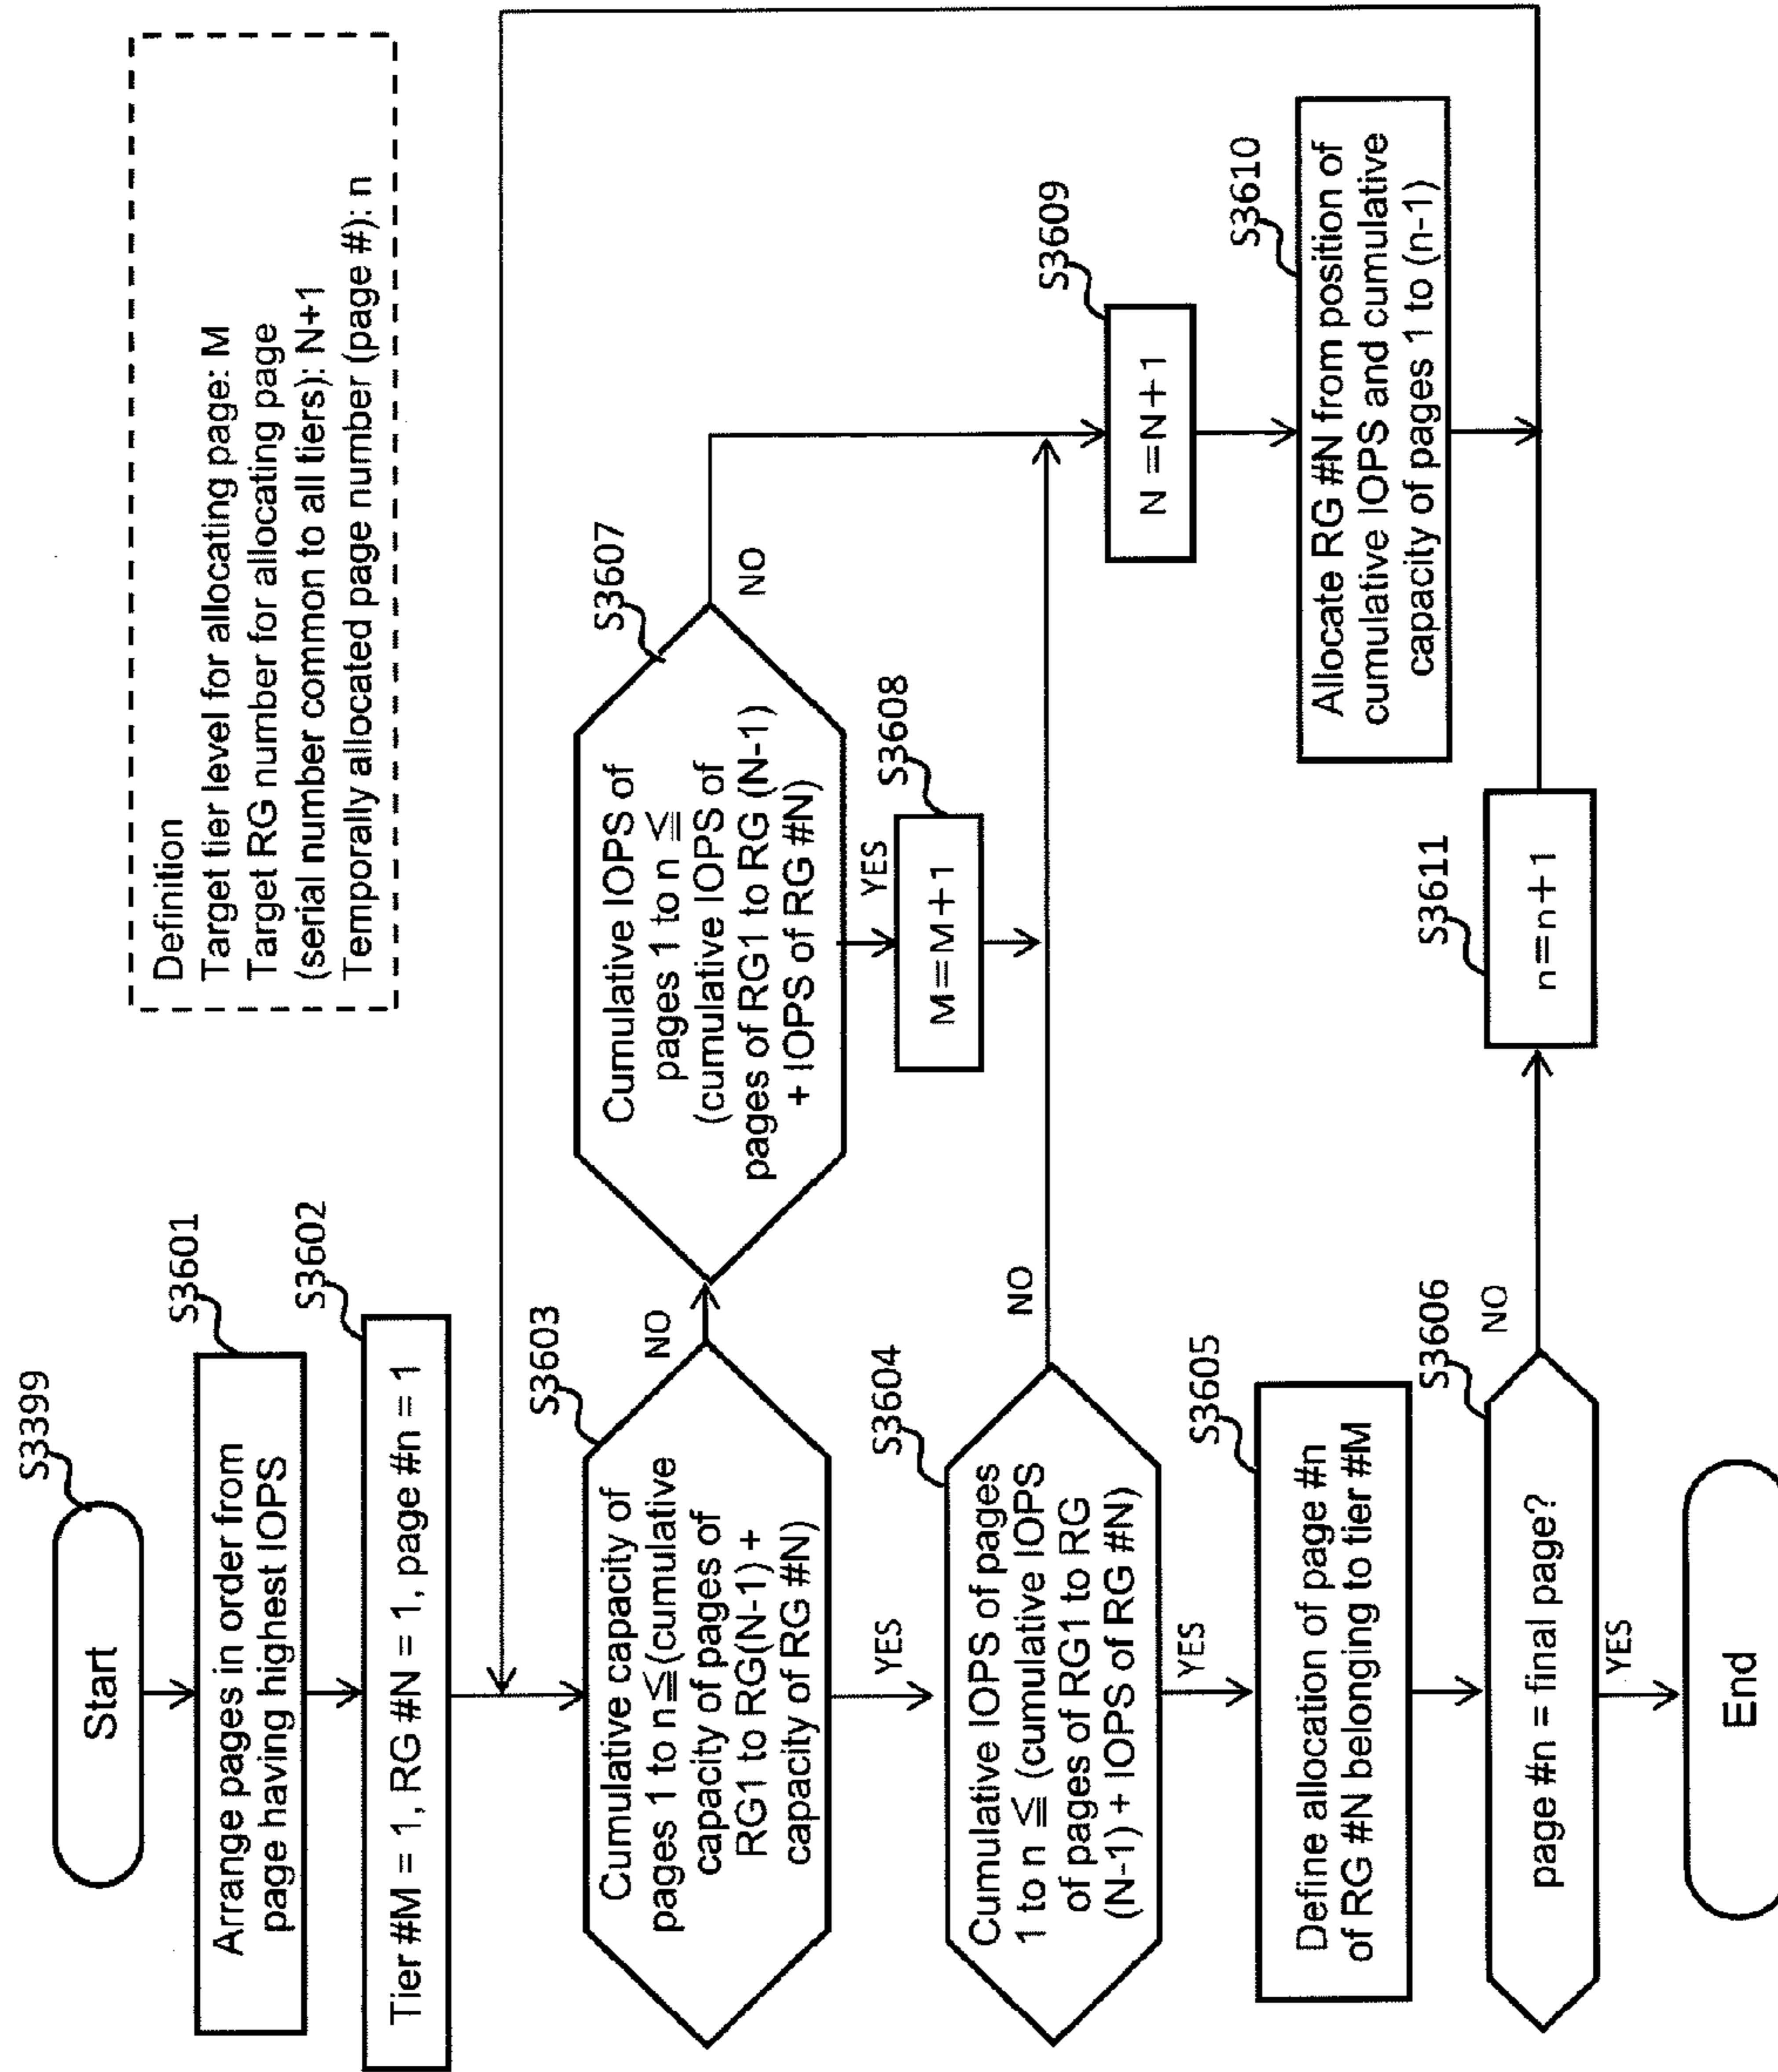 Start
S3399
Arrange pages in order from
page having highest IOPS
S3601
Tier #M = 1, RG #N = 1, page #n = 1
S3602
Cumulative capacity of
pages 1 to n ≦(cumulative
capacity of pages of
RG1 to RG(N-1) +
capacity of RG #N)
S3603
NO
YES
Cumulative IOPS of pages
1 to n ≦ (cumulative IOPS
of pages of RG1 to RG
(N-1) + IOPS of RG #N)
S3604
NO
YES
Define allocation of page #n
of RG #N belonging to tier #M
S3605
page #n = final page?
S3606
NO
YES
End
Cumulative IOPS of
pages 1 to n ≦
(cumulative IOPS of
pages of RG1 to RG (N-1)
+ IOPS of RG #N)
S3607
NO
YES
M=M+1
S3608
N=N+1
S3609
Allocate RG #N from position of
cumulative IOPS and cumulative
capacity of pages 1 to (n-1)
S3610
n=n+1
S3611
Definition
Target tier level for allocating page: M
Target RG number for allocating page
(serial number common to all tiers): N+1
Temporally allocated page number (page #): n